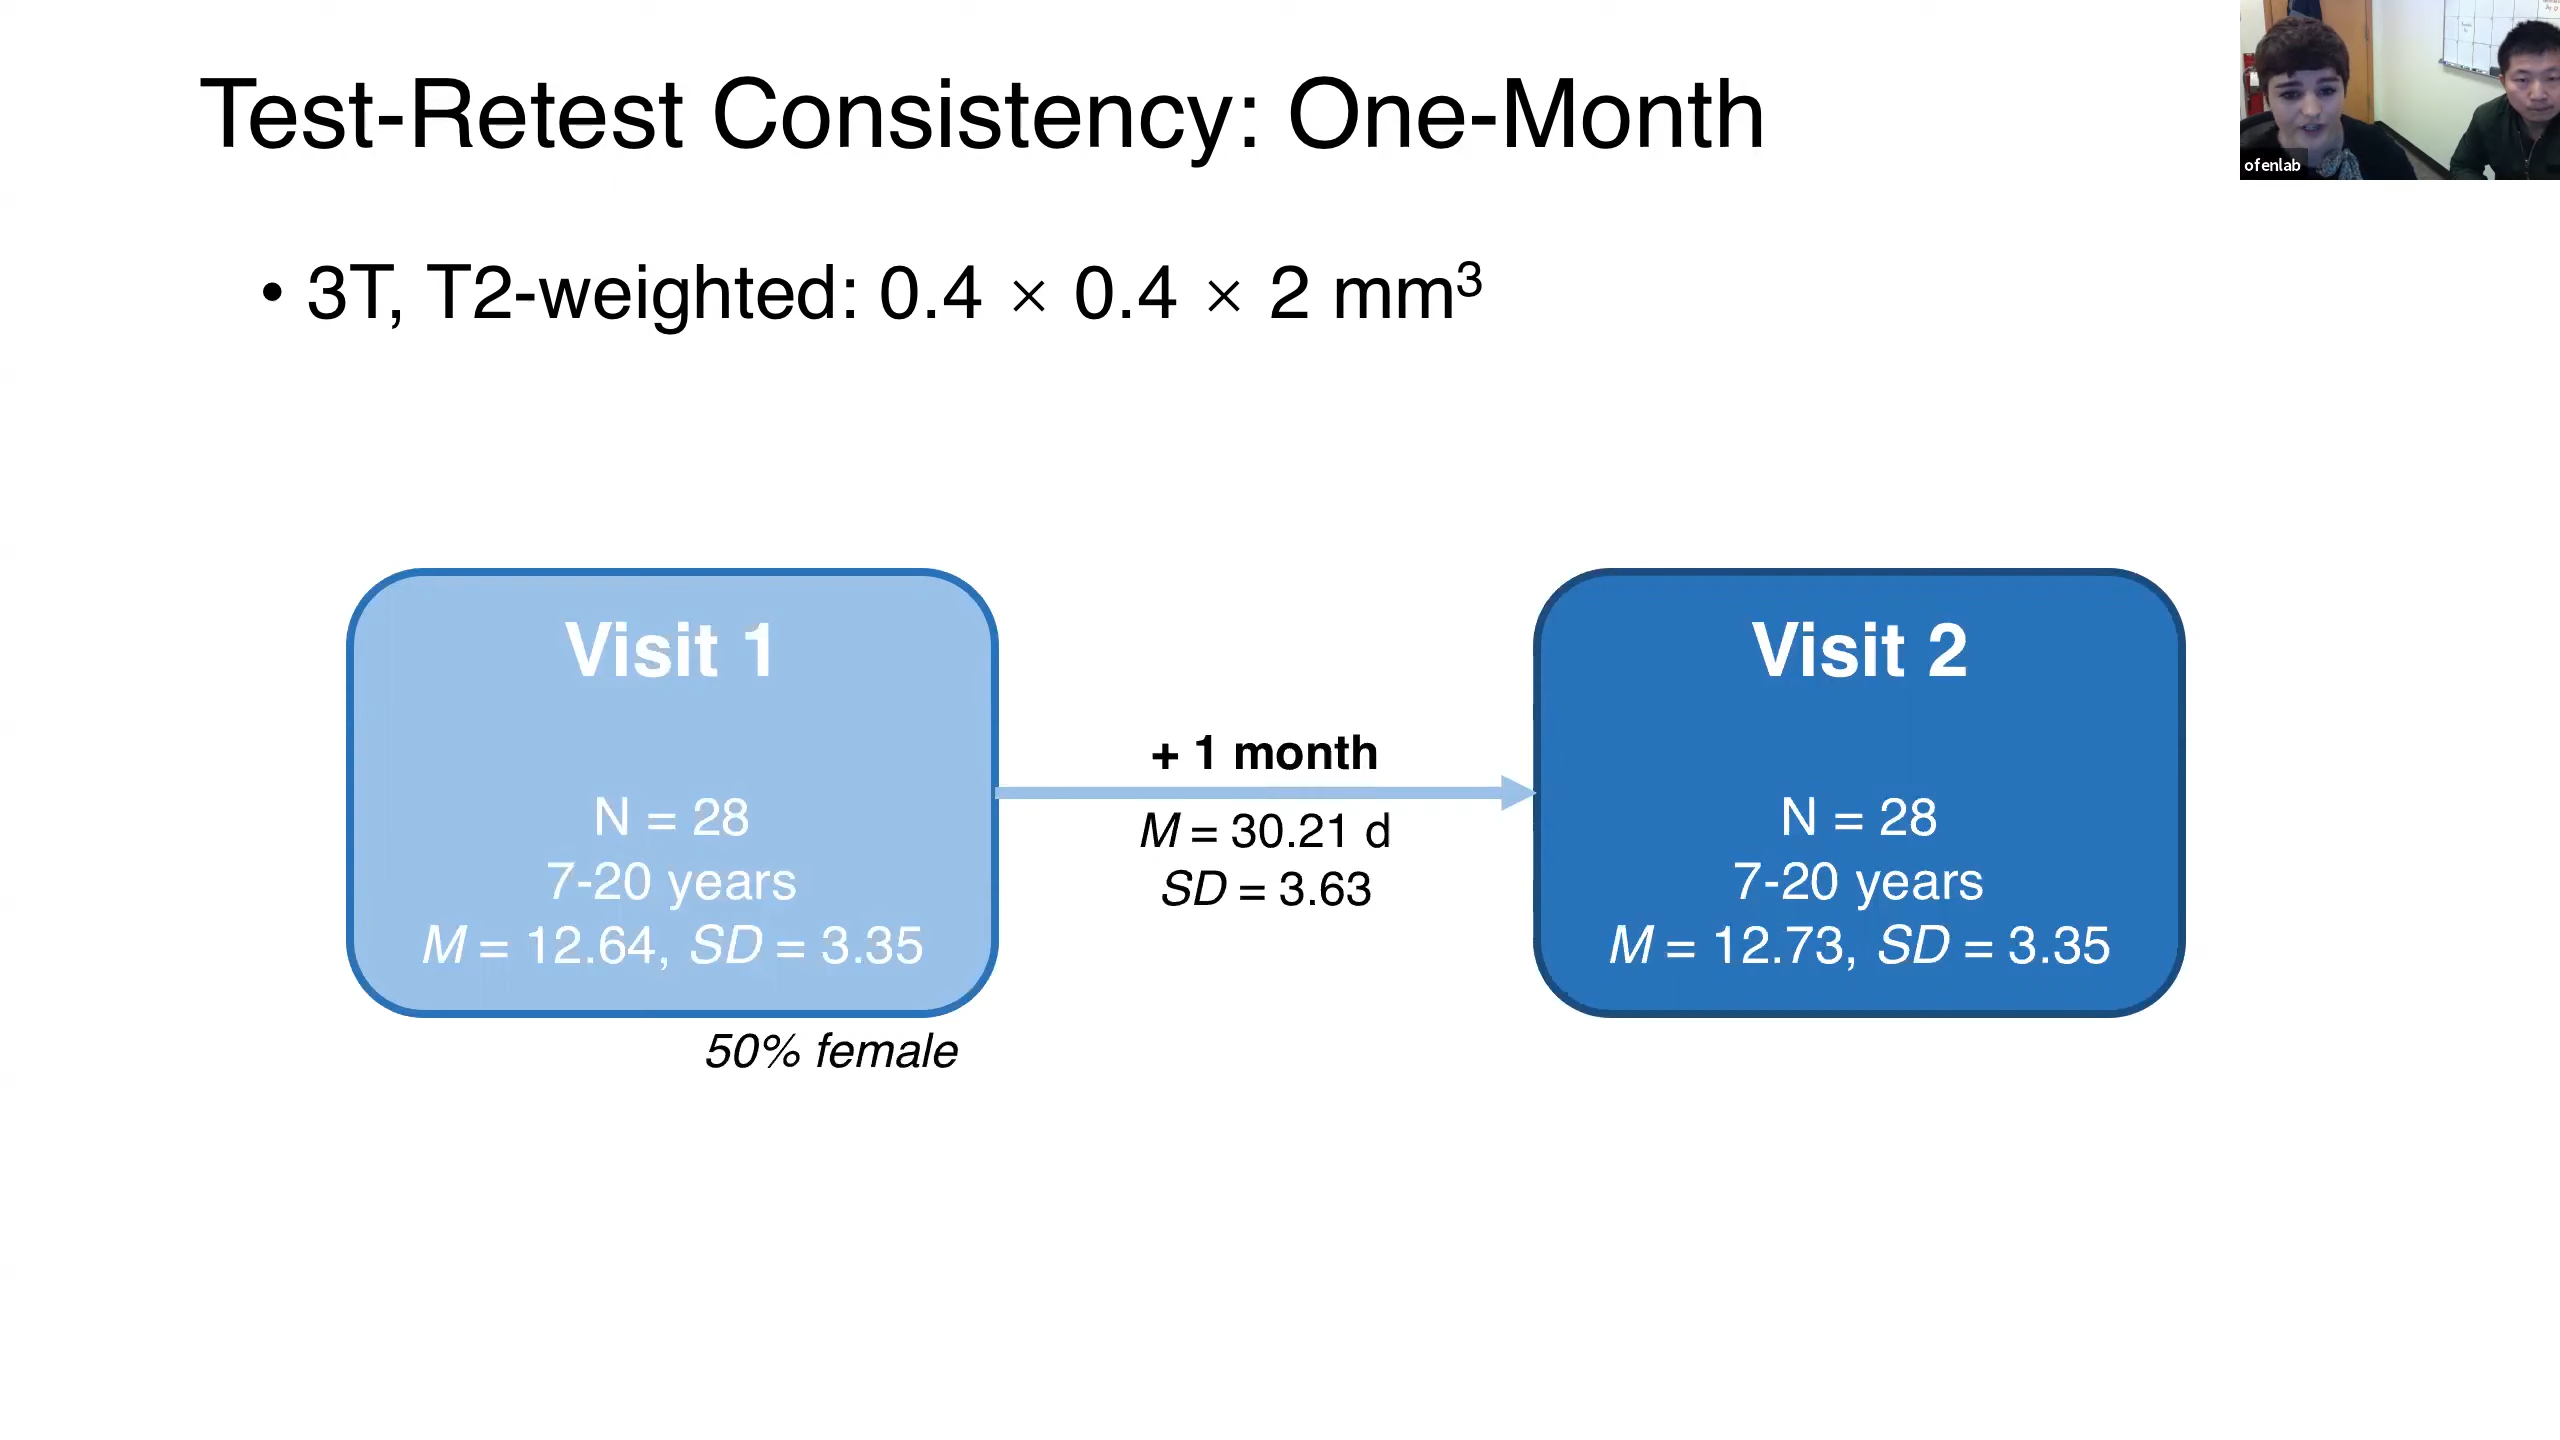 Test-Retest Consistency: One-Month
ofenlab
• 3T, T2-weighted: 0.4 × 0.4 × 2 mm³
Visit 1
N = 28
7-20 years
M = 12.64, SD = 3.35
50% female
+ 1 month
M = 30.21 d
SD = 3.63
Visit 2
N = 28
7-20 years
M = 12.73, SD = 3.35